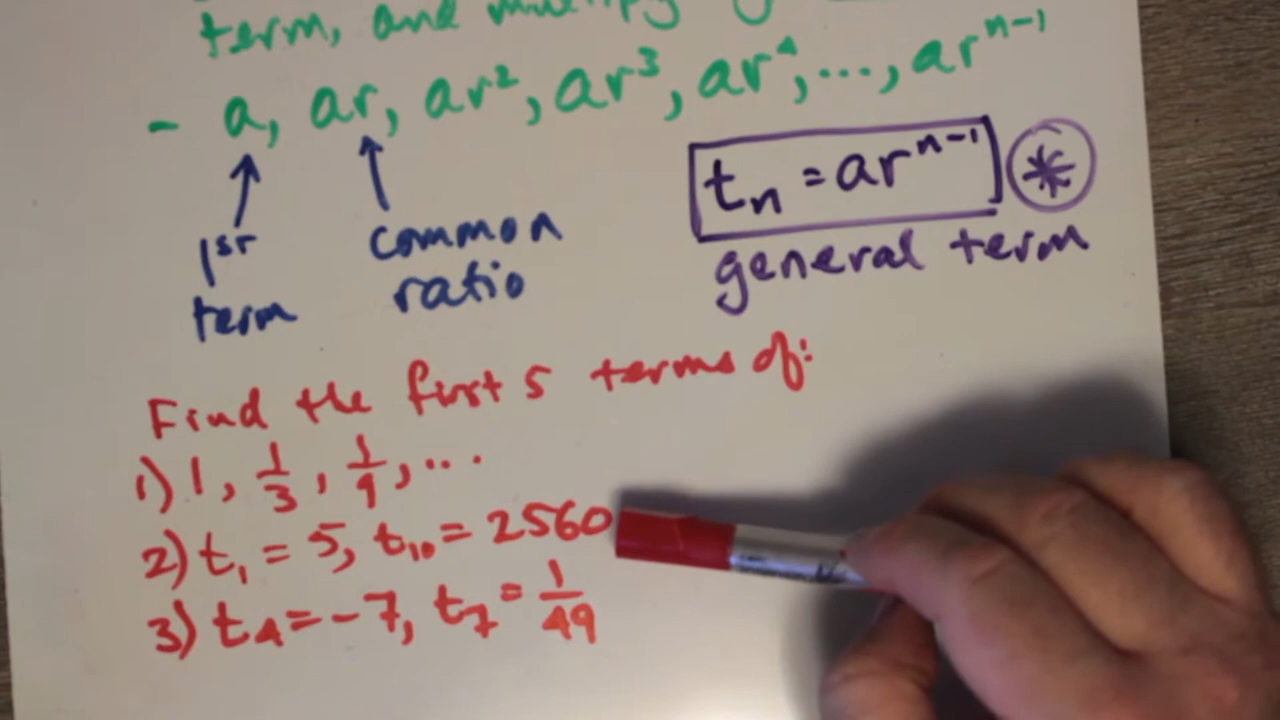 term, and multiply
- a, ar, ar², ar³, ar⁴, ..., arⁿ⁻¹
tₙ = arⁿ⁻¹ *
general term
1st term
common ratio
Find the first 5 terms of:
1) 1, 1/3, 1/9, ...
2) t₁ = 5, t₁₀ = 2560
3) t₄ = -7, t₇ = 1/49